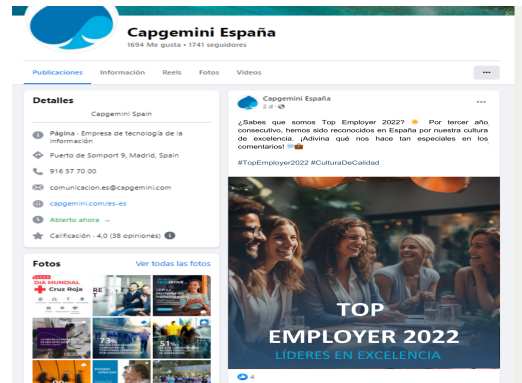 Capgemini España
1694 Me gusta • 1741 seguidores
Publicaciones
Información
Reels
Fotos
Videos
Detalles
Capgemini Spain
Página · Empresa de tecnología de la
información
Puerto de Somport 9, Madrid, Spain
916 57 70 00
comunicacion.es@capgemini.com
capgemini.com/es-es
Abierto ahora
Calificación · 4,0 (38 opiniones)
Fotos
Ver todas las fotos
DIA MUNDIAL
Cruz Roja
73%
51%
Capgemini España
2 d
¿Sabes que somos Top Employer 2022? Por tercer año
consecutivo, hemos sido reconocidos en España por nuestra cultura
de excelencia. ¡Adivina qué nos hace tan especiales en los
comentarios!
#TopEmployer2022 #CulturaDeCalidad
TOP
EMPLOYER 2022
LÍDERES EN EXCELENCIA
4